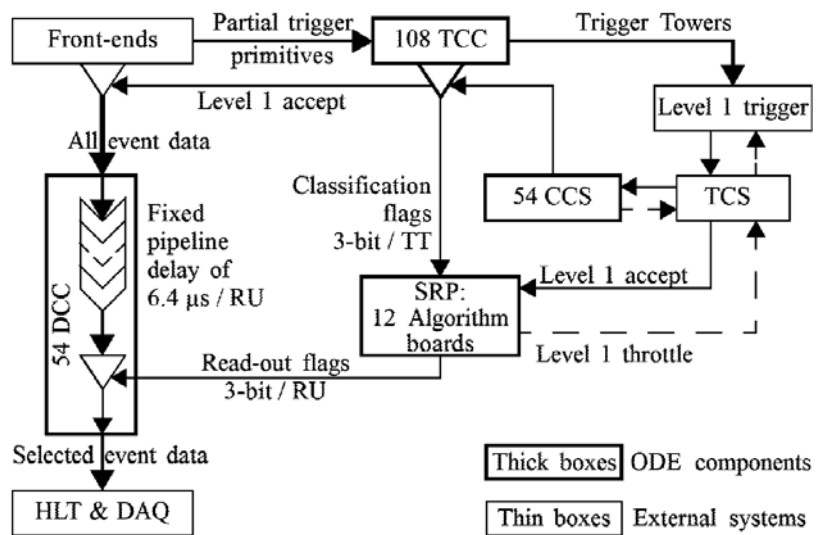 Front-ends
Partial trigger
primitives
108 TCC
Trigger Towers
Level 1 accept
Level 1 trigger
All event data
Classification
flags
3-bit / TT
54 CCS
TCS
Fixed
pipeline
delay of
6.4 μs / RU
54 DCC
Level 1 accept
SRP:
12 Algorithm
boards
Level 1 throttle
Read-out flags
3-bit / RU
Selected event data
HLT & DAQ
Thick boxes ODE components
Thin boxes External systems